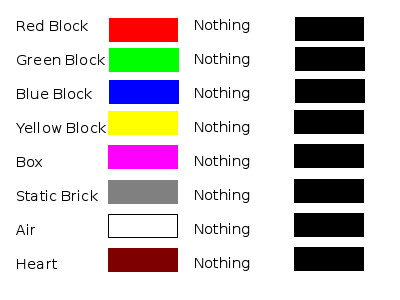 Red Block Nothing
Green Block Nothing
Blue Block Nothing
Yellow Block Nothing
Box Nothing
Static Brick Nothing
Air Nothing
Heart Nothing